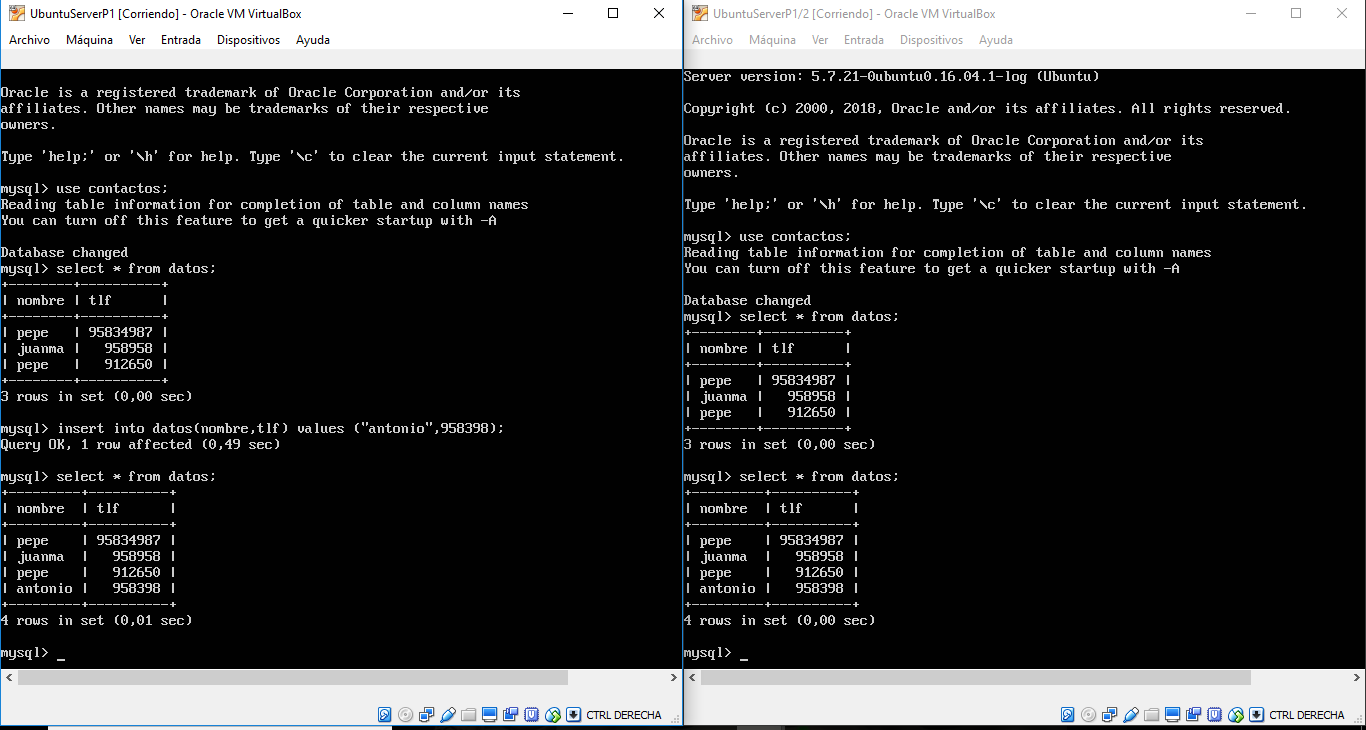 UbuntuServerP1 [Corriendo] - Oracle VM VirtualBox
Archivo Máquina Ver Entrada Dispositivos Ayuda
Oracle is a registered trademark of Oracle Corporation and/or its
affiliates. Other names may be trademarks of their respective
owners.
Type 'help;' or '\h' for help. Type '\c' to clear the current input statement.
mysql> use contactos;
Reading table information for completion of table and column names
You can turn off this feature to get a quicker startup with -A
Database changed
mysql> select * from datos;
+--------+----------+
| nombre | tlf      |
+--------+----------+
| pepe   | 95834987 |
| juanma |   958958 |
| pepe   |   912650 |
+--------+----------+
3 rows in set (0,00 sec)
mysql> insert into datos(nombre,tlf) values ("antonio",958398);
Query OK, 1 row affected (0,49 sec)
mysql> select * from datos;
+---------+----------+
| nombre  | tlf      |
+---------+----------+
| pepe    | 95834987 |
| juanma  |   958958 |
| pepe    |   912650 |
| antonio |   958398 |
+---------+----------+
4 rows in set (0,01 sec)
mysql> _
CTRL DERECHA
UbuntuServerP1/2 [Corriendo] - Oracle VM VirtualBox
Archivo Máquina Ver Entrada Dispositivos Ayuda
Server version: 5.7.21-0ubuntu0.16.04.1-log (Ubuntu)
Copyright (c) 2000, 2018, Oracle and/or its affiliates. All rights reserved.
Oracle is a registered trademark of Oracle Corporation and/or its
affiliates. Other names may be trademarks of their respective
owners.
Type 'help;' or '\h' for help. Type '\c' to clear the current input statement.
mysql> use contactos;
Reading table information for completion of table and column names
You can turn off this feature to get a quicker startup with -A
Database changed
mysql> select * from datos;
+--------+----------+
| nombre | tlf      |
+--------+----------+
| pepe   | 95834987 |
| juanma |   958958 |
| pepe   |   912650 |
+--------+----------+
3 rows in set (0,00 sec)
mysql> select * from datos;
+---------+----------+
| nombre  | tlf      |
+---------+----------+
| pepe    | 95834987 |
| juanma  |   958958 |
| pepe    |   912650 |
| antonio |   958398 |
+---------+----------+
4 rows in set (0,00 sec)
mysql> _
CTRL DERECHA